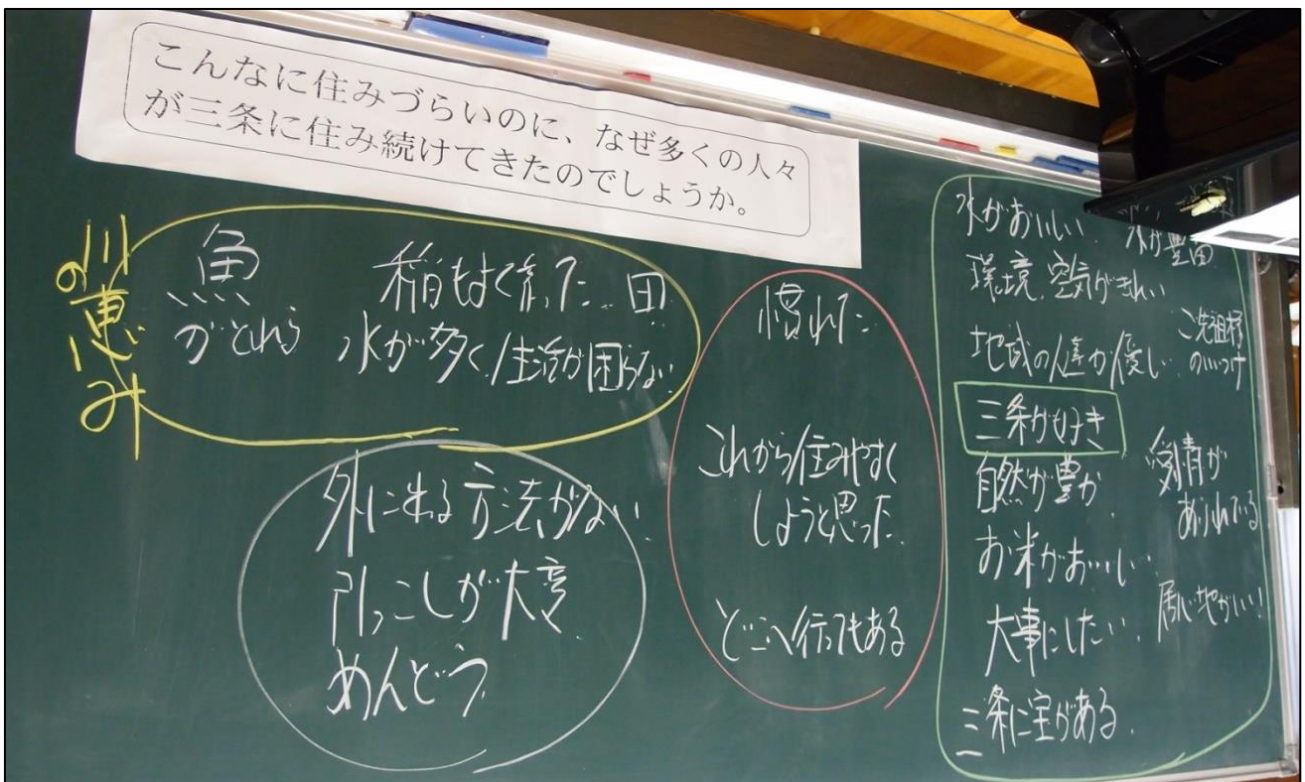 こんなに住みづらいのに、なぜ多くの人々
が三条に住み続けてきたのでしょうか。
川の恵み
魚
がとれる
稲もよく育った 田
水が多く/生活が困らない
外に出る方法がない
引っこしが大変
めんどう
慣れた
これから住みやすく
しようと思った
どこへ行ってもある
水がおいしい 水が豊富
環境、空気がきれい
地域の人達が優しい
ご先祖様
のいいつけ
三条が好き
自然が豊か
愛情が
あふれている
お米がおいしい
大事にしたい
居心地がいい!
三条に宝がある